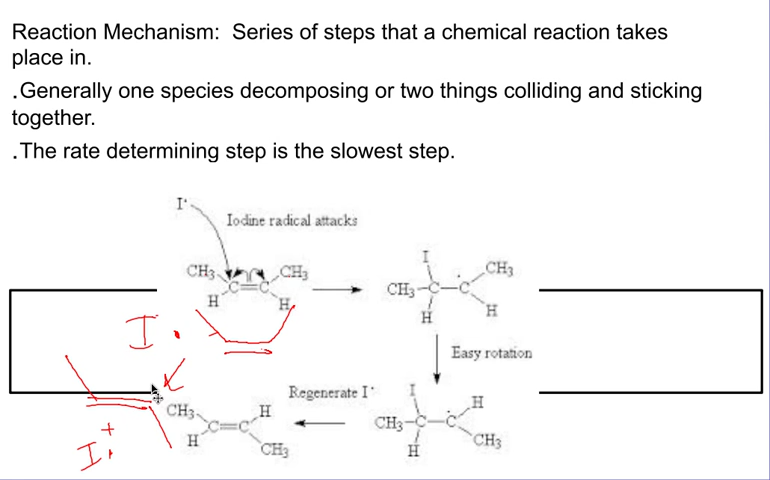 Reaction Mechanism: Series of steps that a chemical reaction takes
place in.
.Generally one species decomposing or two things colliding and sticking
together.
.The rate determining step is the slowest step.
I·
Iodine radical attacks
CH₃ CH₃
C=C
H H
I
CH₃-C-Ċ CH₃
H H
I ·
Easy rotation
Regenerate I·
CH₃ H
C=C
H CH₃
I H
CH₃-C-Ċ
H CH₃
+
I·